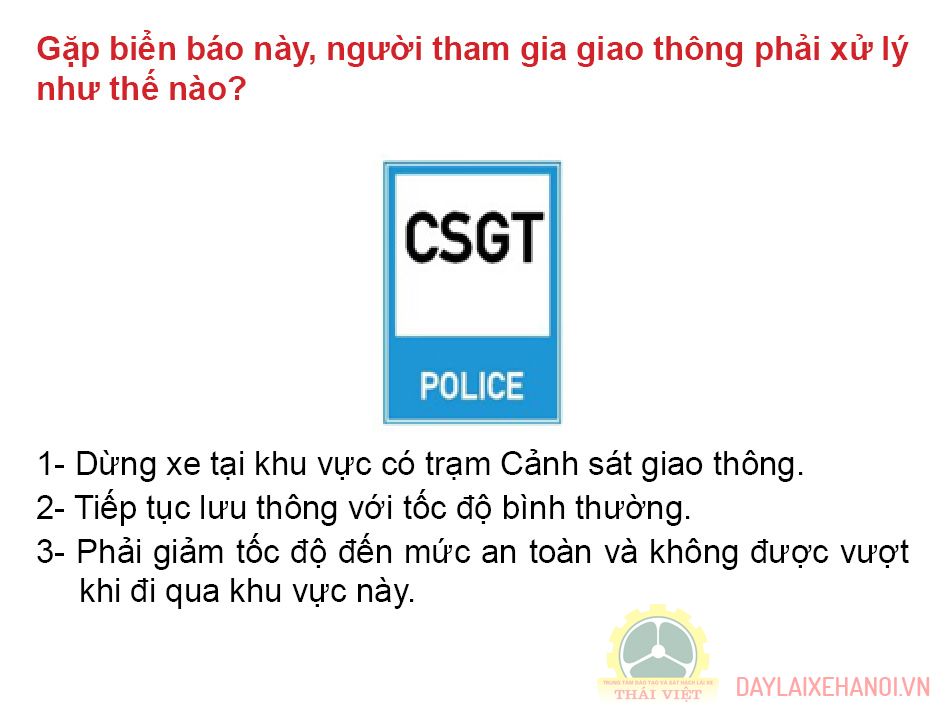 Gặp biển báo này, người tham gia giao thông phải xử lý
như thế nào?
CSGT
POLICE
1- Dừng xe tại khu vực có trạm Cảnh sát giao thông.
2- Tiếp tục lưu thông với tốc độ bình thường.
3- Phải giảm tốc độ đến mức an toàn và không được vượt
khi đi qua khu vực này.
TRUNG TÂM ĐÀO TẠO VÀ SÁT HẠCH LÁI XE
THÁI VIỆT
DAYLAIXEHANOI.VN